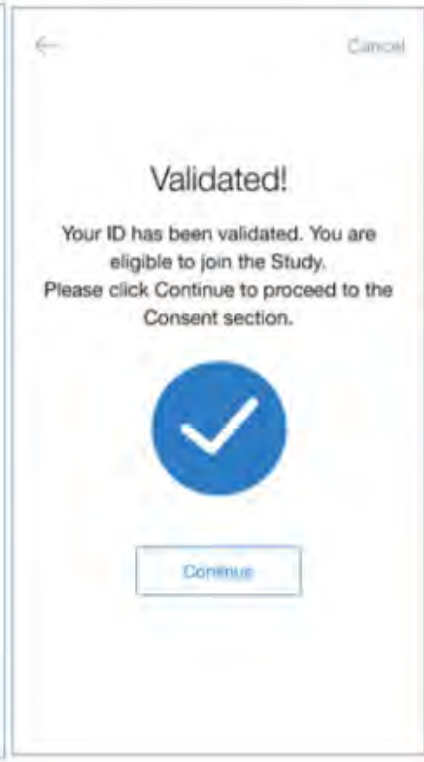 Cancel
Validated!
Your ID has been validated. You are
eligible to join the Study.
Please click Continue to proceed to the
Consent section.
Continue